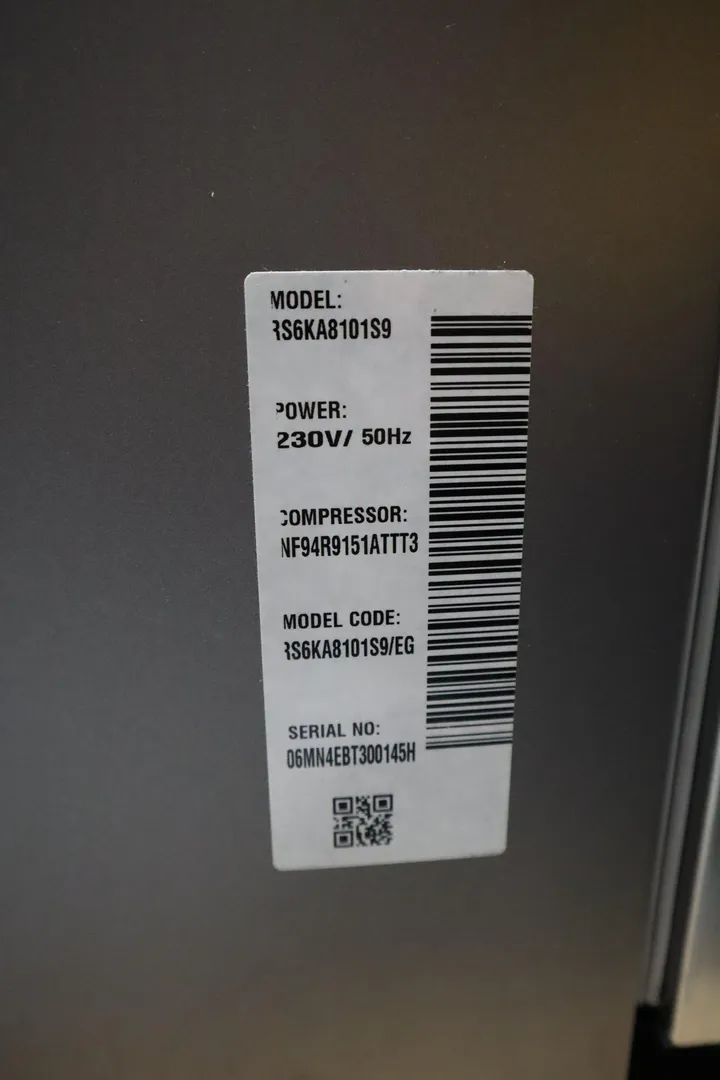 MODEL:
RS6KA8101S9
POWER:
230V/ 50Hz
COMPRESSOR:
NF94R9151ATTT3
MODEL CODE:
RS6KA8101S9/EG
SERIAL NO:
06MN4EBT300145H